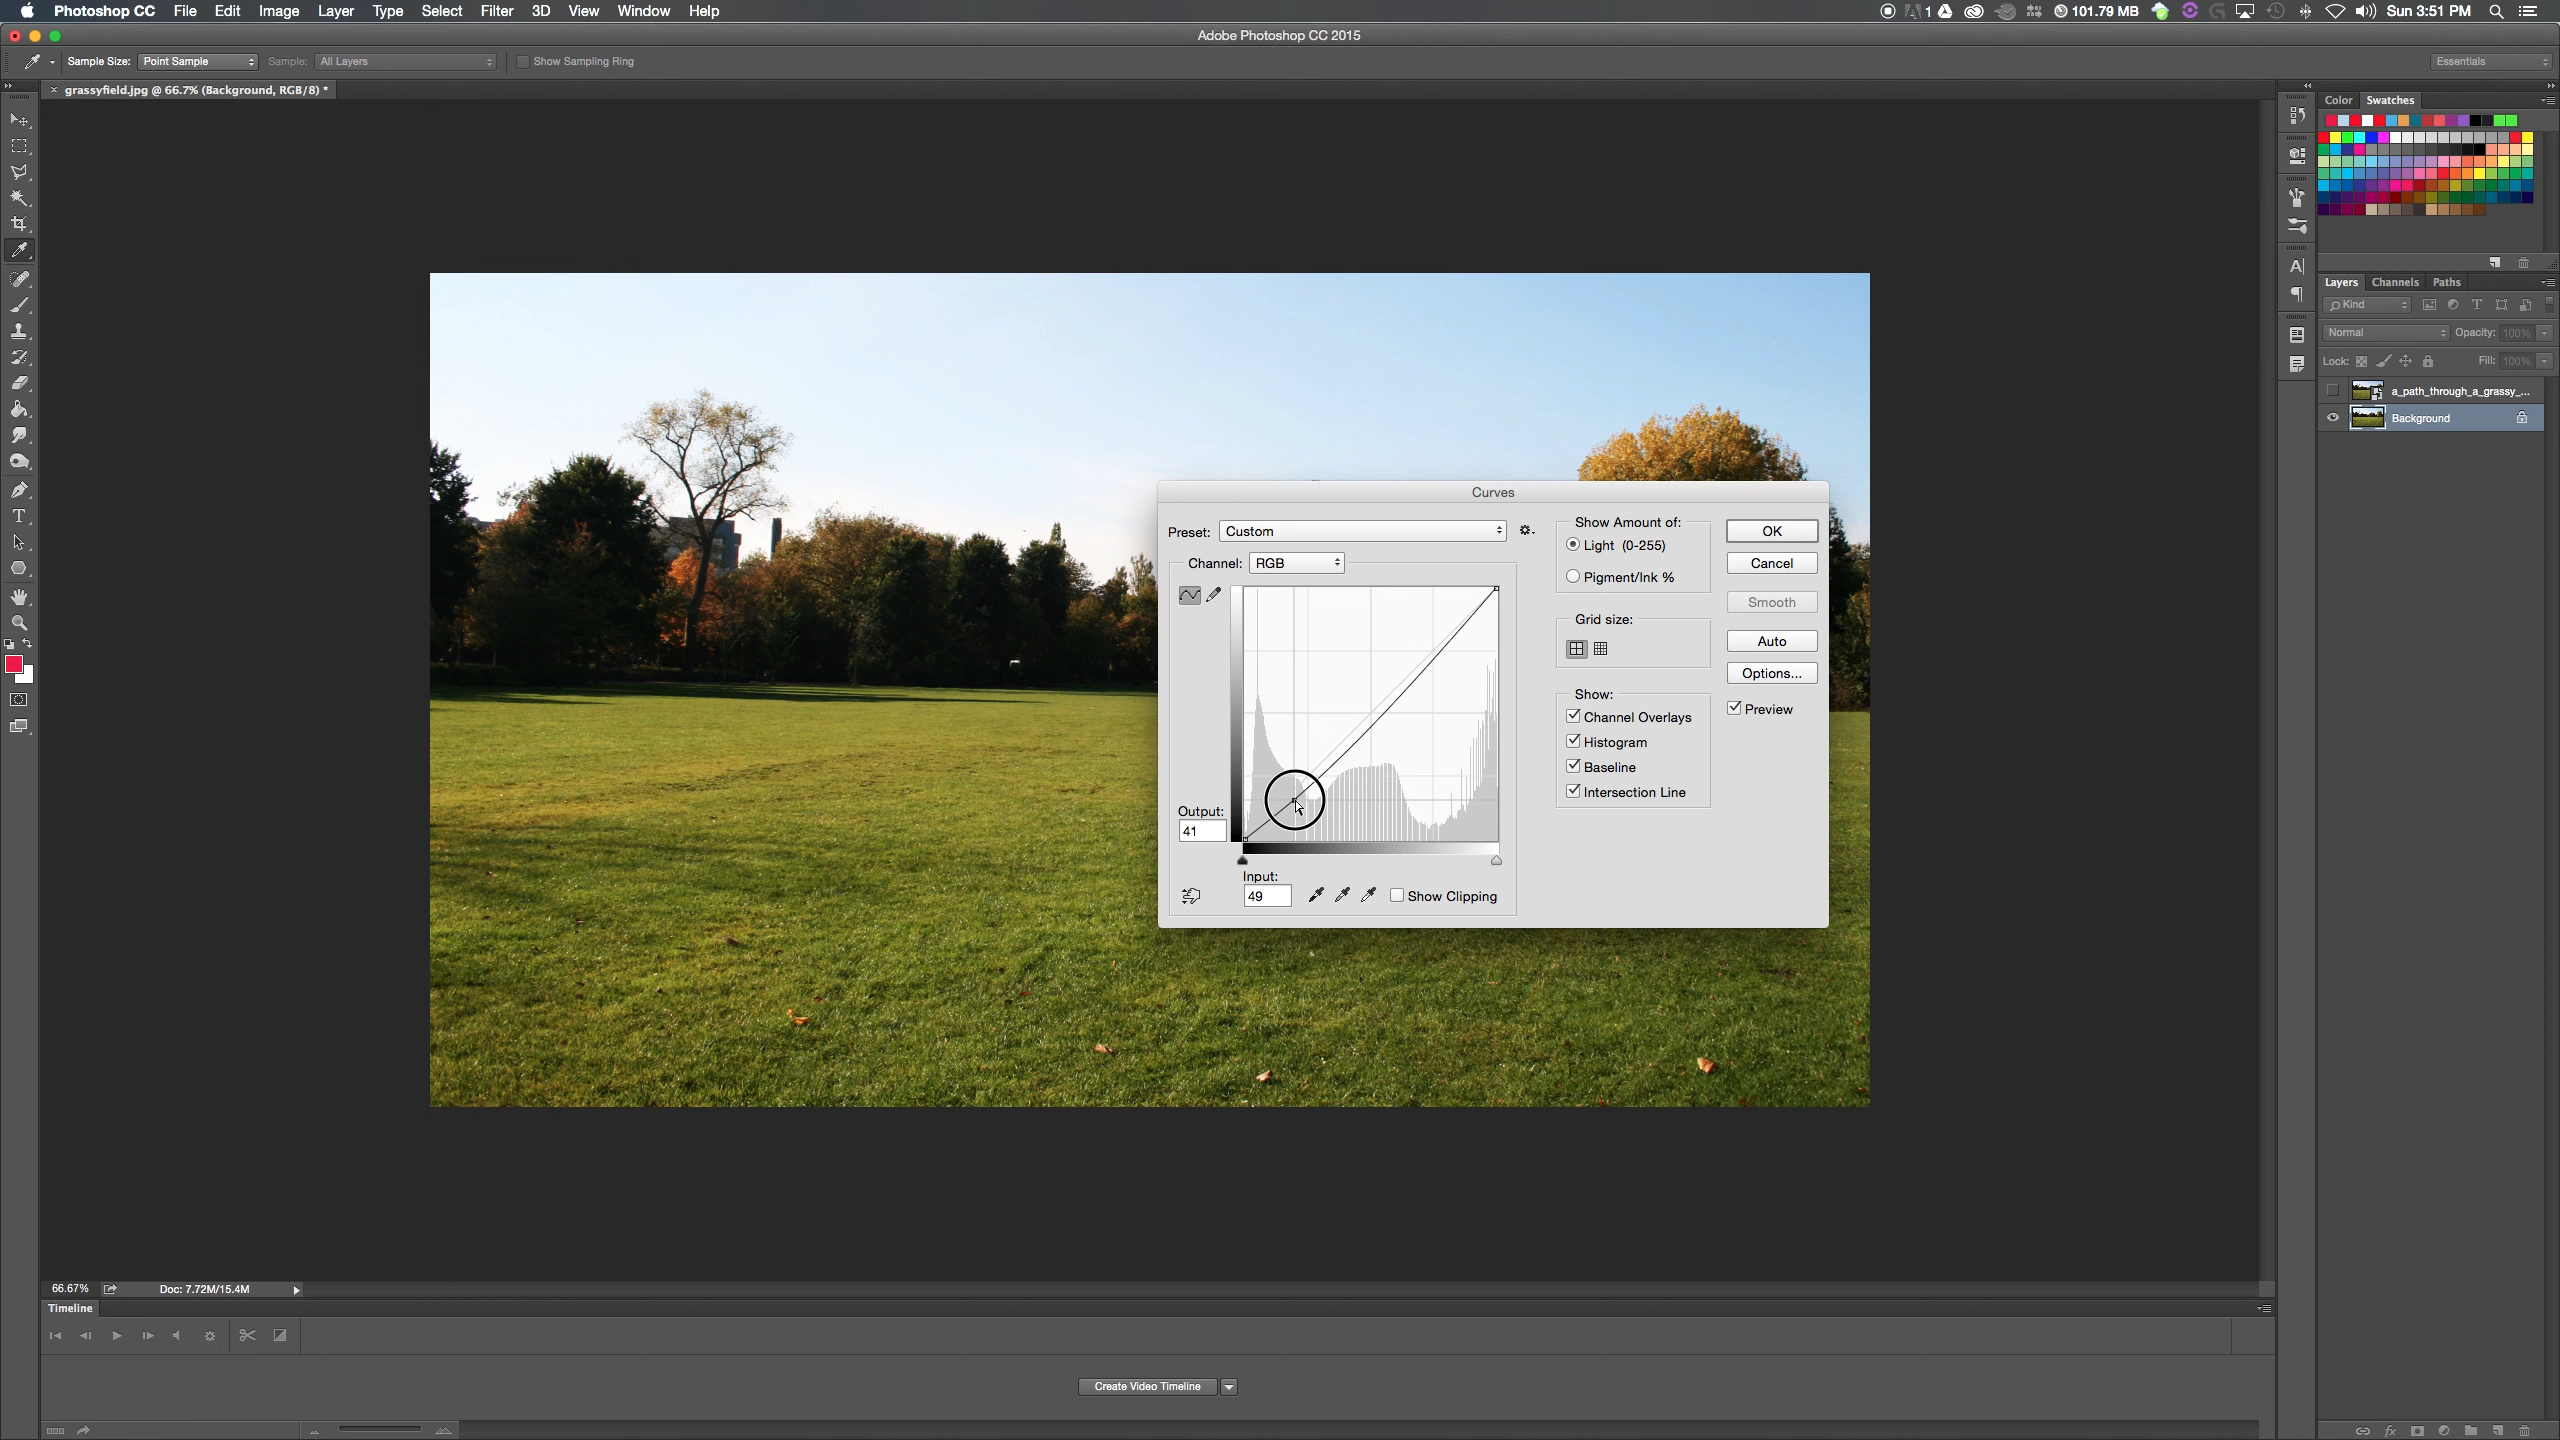 Photoshop CC File Edit Image Layer Type Select Filter 3D View Window Help 1 101.79 MB Sun 3:51 PM
Adobe Photoshop CC 2015
Sample Size: Point Sample Sample: All Layers Show Sampling Ring Essentials
grassyfield.jpg @ 66.7% (Background, RGB/8) *
Color Swatches
Layers Channels Paths
Kind
Normal Opacity: 100%
Lock: Fill: 100%
a_path_through_a_grassy_...
Background
Curves
Preset: Custom
Channel: RGB
Output:
41
Input:
49
Show Clipping
Show Amount of:
Light (0-255)
Pigment/Ink %
Grid size:
Show:
Channel Overlays
Histogram
Baseline
Intersection Line
OK
Cancel
Smooth
Auto
Options...
Preview
66.67% Doc: 7.72M/15.4M
Timeline
Create Video Timeline